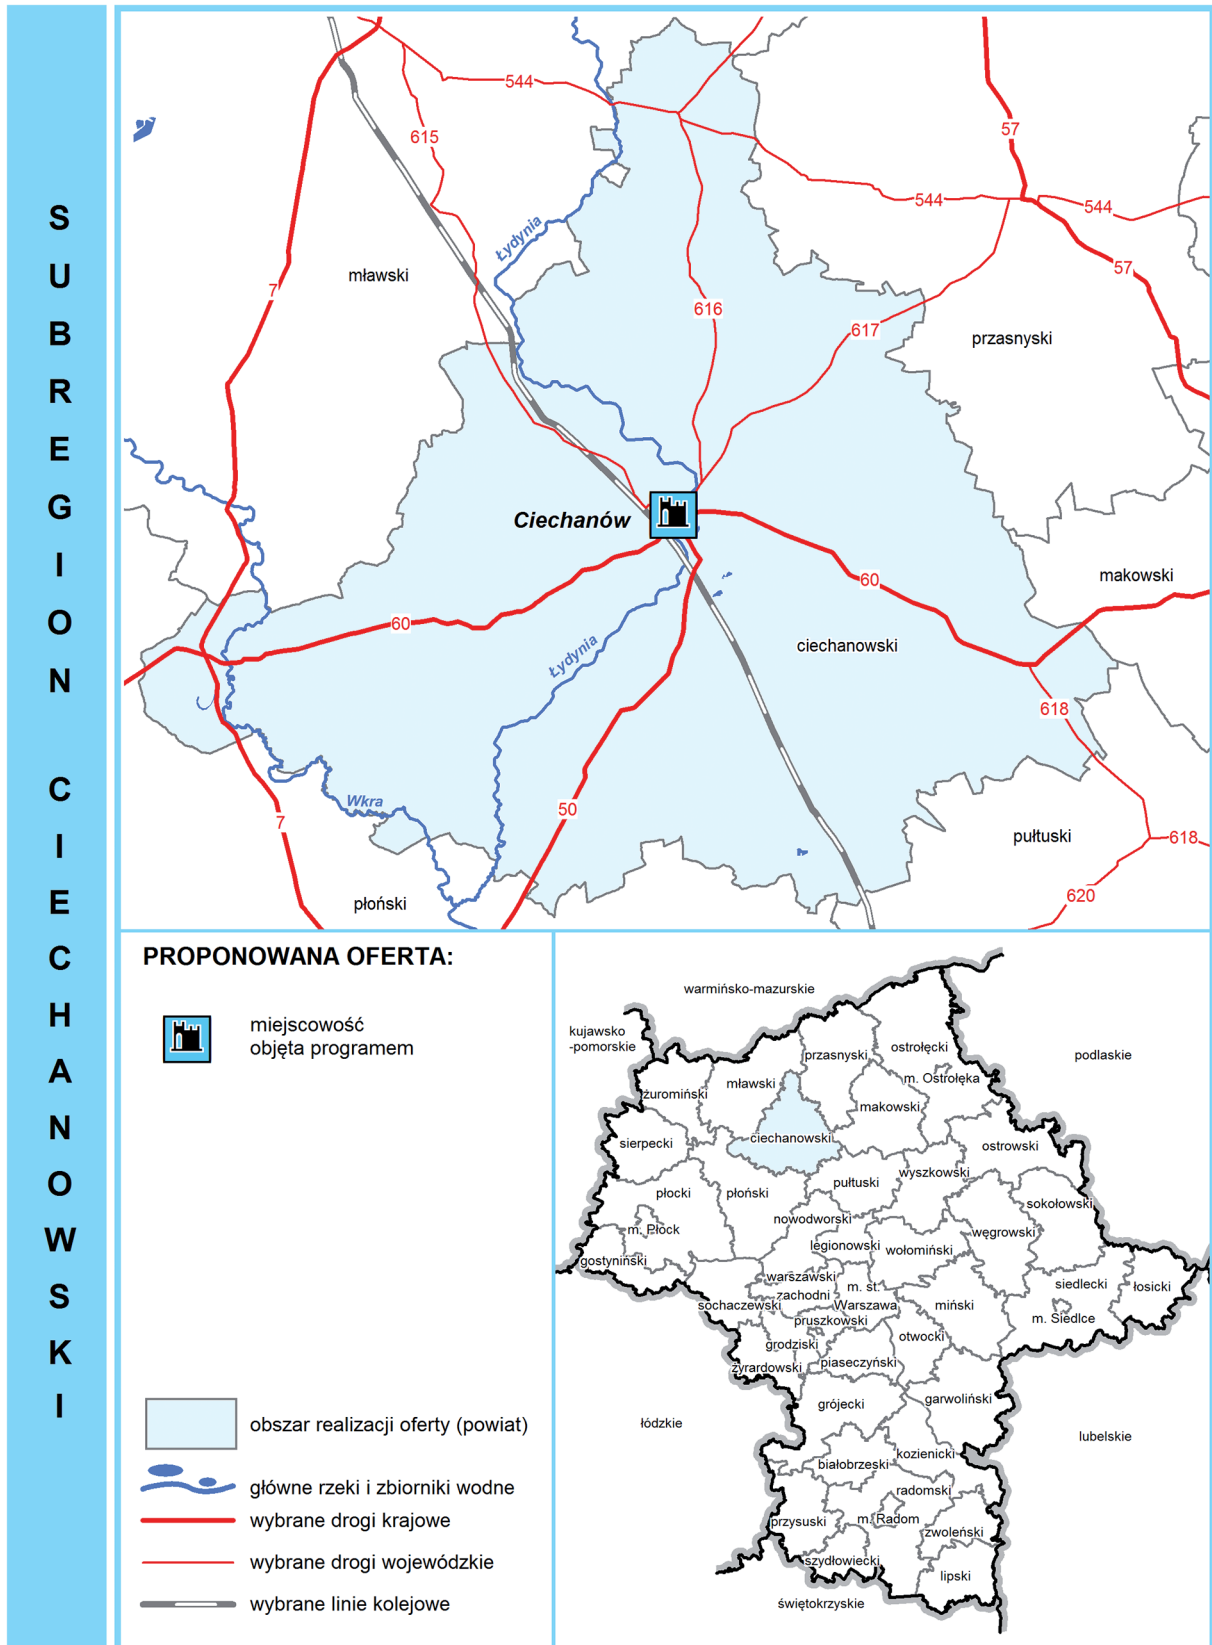 SUBREGION CIECHANOWSKI
544
615
57
544
544
Łydynia
57
mławski
7
616
617
przasnyski
Ciechanów
60
makowski
60
ciechanowski
Łydynia
618
Wkra
7
50
pułtuski
618
płoński
620
PROPONOWANA OFERTA:
miejscowość
objęta programem
obszar realizacji oferty (powiat)
główne rzeki i zbiorniki wodne
wybrane drogi krajowe
wybrane drogi wojewódzkie
wybrane linie kolejowe
warmińsko-mazurskie
kujawsko
-pomorskie
podlaskie
ostrołęcki
przasnyski
m. Ostrołęka
mławski
żuromiński
makowski
ciechanowski
sierpecki
ostrowski
wyszkowski
pułtuski
płocki
płoński
sokołowski
nowodworski
m. Płock
węgrowski
legionowski
wołomiński
gostyniński
warszawski
zachodni
m. st.
Warszawa
siedlecki
łosicki
sochaczewski
miński
m. Siedlce
pruszkowski
otwocki
grodziski
piaseczyński
żyrardowski
garwoliński
grójecki
łódzkie
lubelskie
kozienicki
białobrzeski
radomski
przysuski
m. Radom
zwoleński
szydłowiecki
lipski
świętokrzyskie